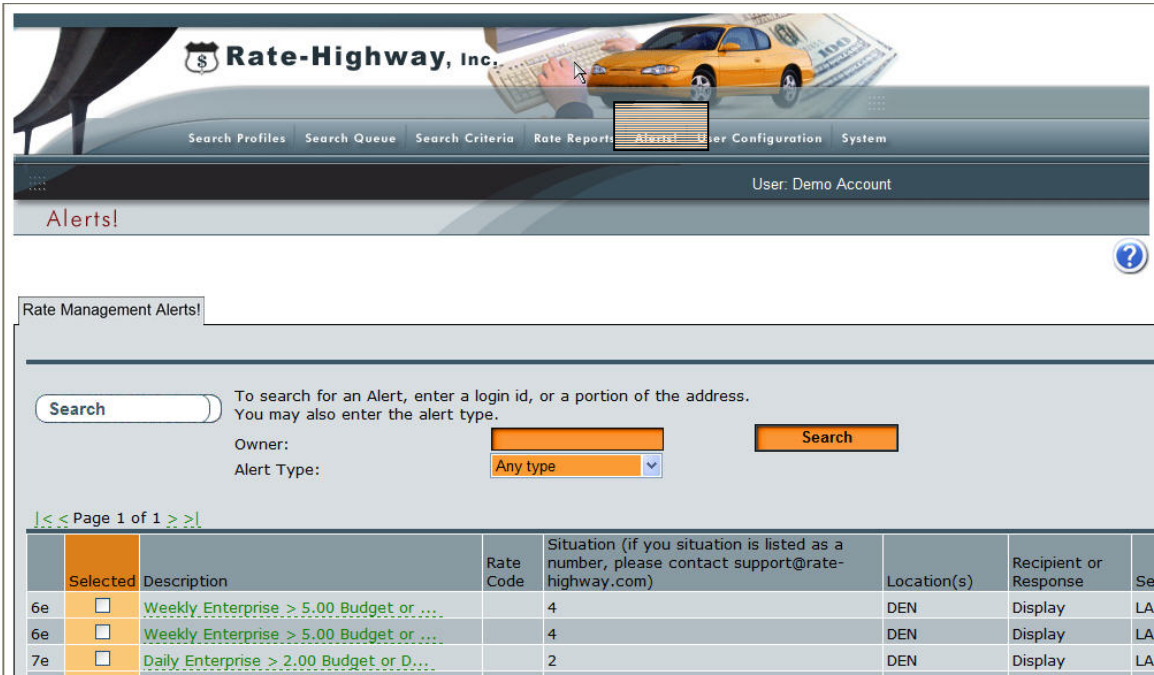 Rate-Highway, Inc.
Search Profiles Search Queue Search Criteria Rate Reports Alerts! User Configuration System
User: Demo Account
Alerts!
Rate Management Alerts!
To search for an Alert, enter a login id, or a portion of the address.
Search
You may also enter the alert type.
Owner:
Search
Alert Type:
Any type
|< < Page 1 of 1 > >|
Selected Description Rate Code Situation (if you situation is listed as a number, please contact support@rate-highway.com) Location(s) Recipient or Response Se
6e Weekly Enterprise > 5.00 Budget or ... 4 DEN Display LA
6e Weekly Enterprise > 5.00 Budget or ... 4 DEN Display LA
7e Daily Enterprise > 2.00 Budget or D... 2 DEN Display LA